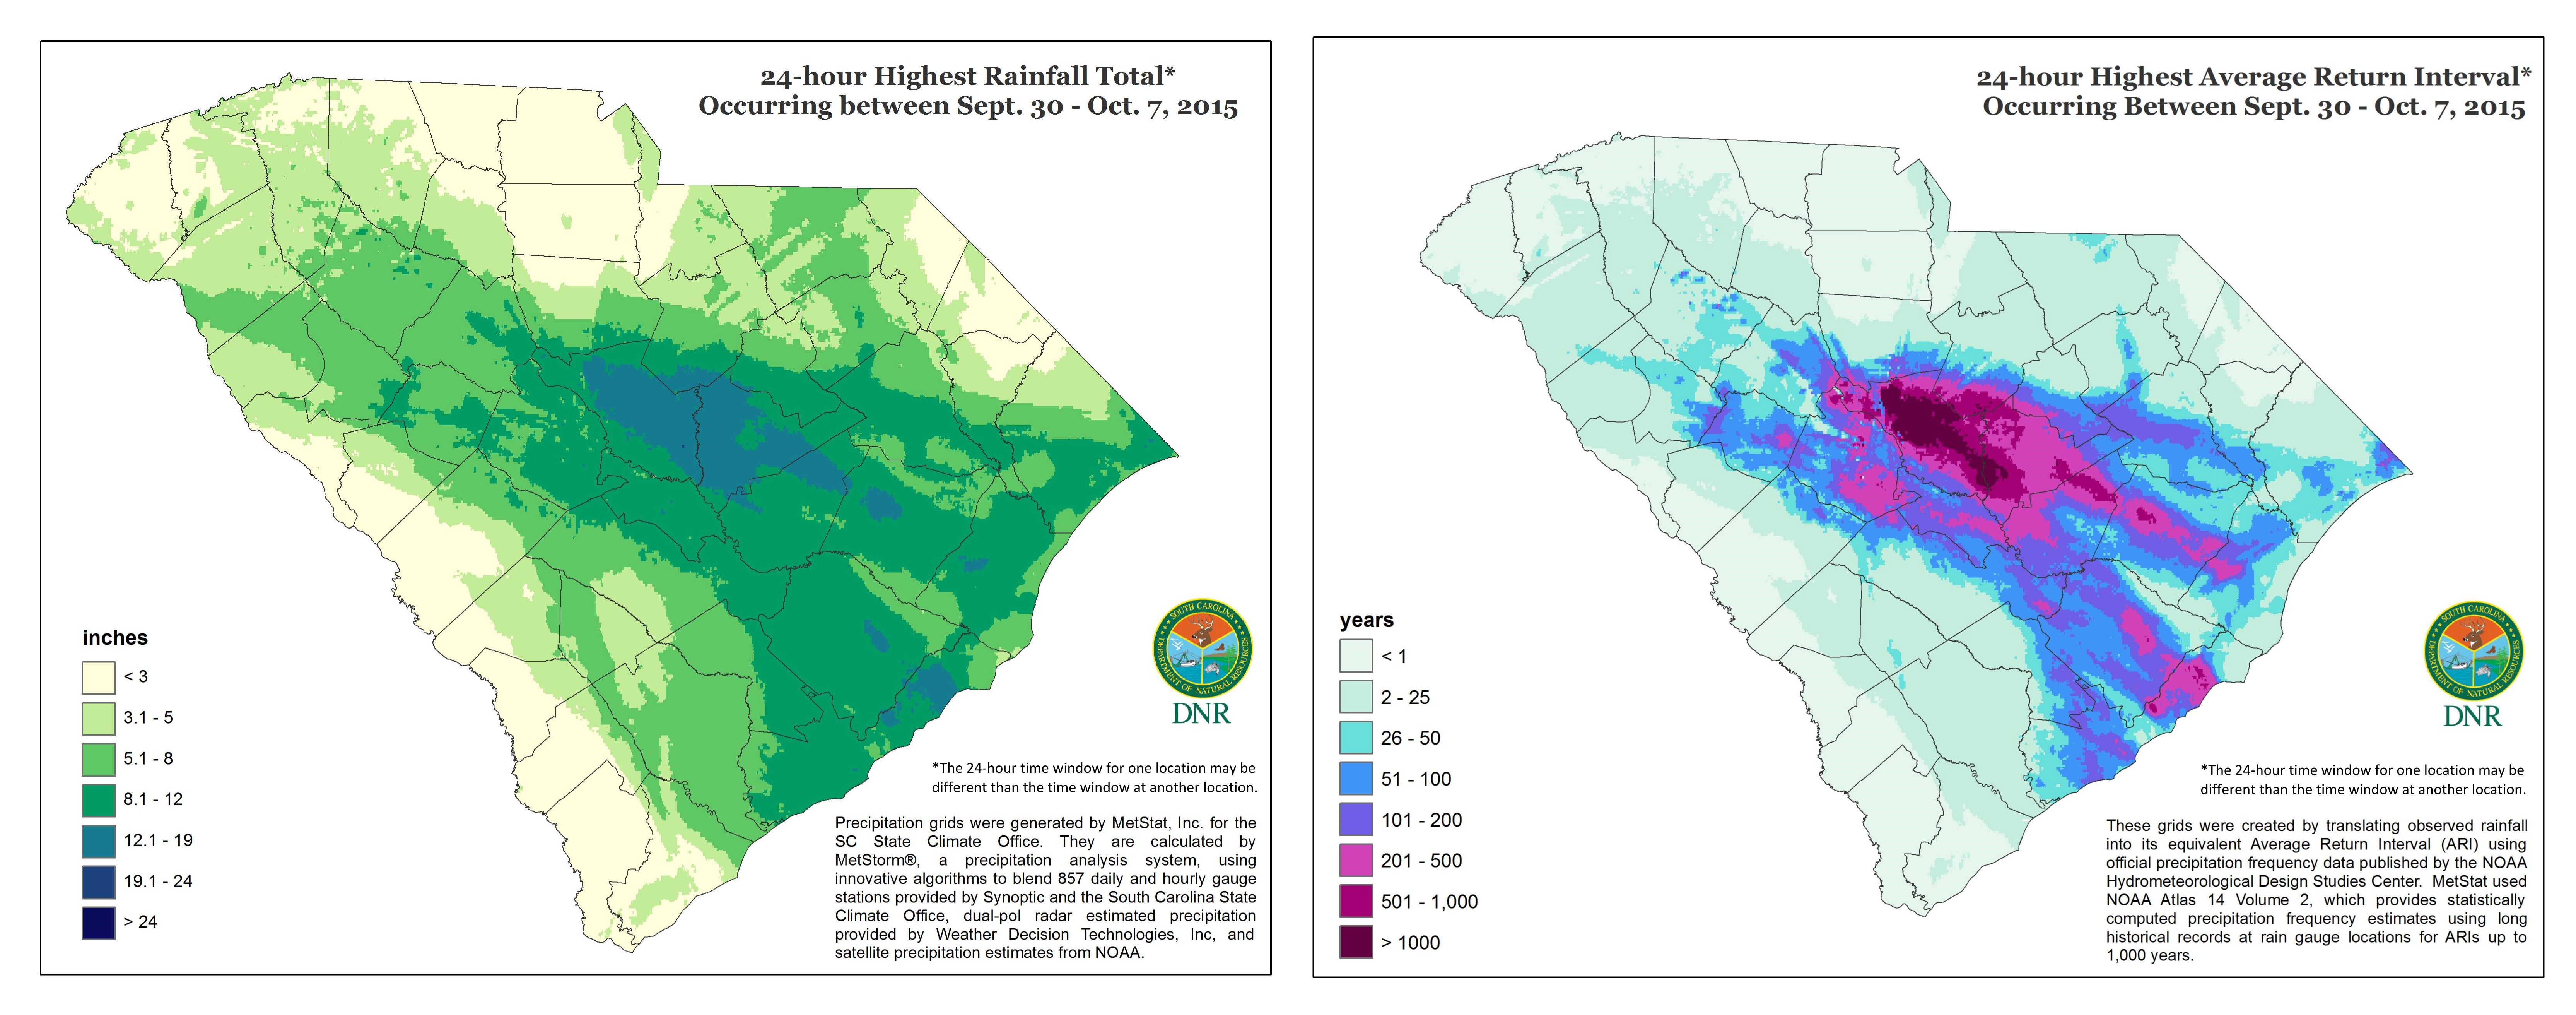 24-hour Highest Rainfall Total*
Occurring between Sept. 30 - Oct. 7, 2015
inches
< 3
3.1 - 5
5.1 - 8
8.1 - 12
12.1 - 19
19.1 - 24
> 24
SOUTH CAROLINA
DEPARTMENT OF NATURAL RESOURCES
DNR
*The 24-hour time window for one location may be
different than the time window at another location.
Precipitation grids were generated by MetStat, Inc. for the
SC State Climate Office. They are calculated by
MetStorm®, a precipitation analysis system, using
innovative algorithms to blend 857 daily and hourly gauge
stations provided by Synoptic and the South Carolina State
Climate Office, dual-pol radar estimated precipitation
provided by Weather Decision Technologies, Inc, and
satellite precipitation estimates from NOAA.
24-hour Highest Average Return Interval*
Occurring Between Sept. 30 - Oct. 7, 2015
years
< 1
2 - 25
26 - 50
51 - 100
101 - 200
201 - 500
501 - 1,000
> 1000
SOUTH CAROLINA
DEPARTMENT OF NATURAL RESOURCES
DNR
*The 24-hour time window for one location may be
different than the time window at another location.
These grids were created by translating observed rainfall
into its equivalent Average Return Interval (ARI) using
official precipitation frequency data published by the NOAA
Hydrometeorological Design Studies Center. MetStat used
NOAA Atlas 14 Volume 2, which provides statistically
computed precipitation frequency estimates using long
historical records at rain gauge locations for ARIs up to
1,000 years.